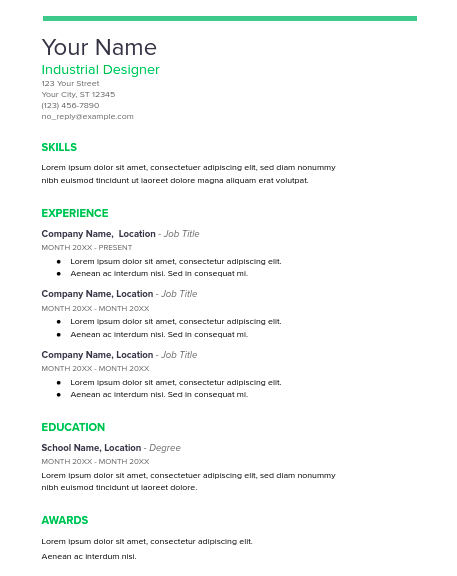 Your Name
Industrial Designer
123 Your Street
Your City, ST 12345
(123) 456-7890
no_reply@example.com
SKILLS
Lorem ipsum dolor sit amet, consectetuer adipiscing elit, sed diam nonummy
nibh euismod tincidunt ut laoreet dolore magna aliquam erat volutpat.
EXPERIENCE
Company Name,  Location - Job Title
MONTH 20XX - PRESENT
● Lorem ipsum dolor sit amet, consectetur adipiscing elit.
● Aenean ac interdum nisi. Sed in consequat mi.
Company Name, Location - Job Title
MONTH 20XX - MONTH 20XX
● Lorem ipsum dolor sit amet, consectetur adipiscing elit.
● Aenean ac interdum nisi. Sed in consequat mi.
Company Name, Location - Job Title
MONTH 20XX - MONTH 20XX
● Lorem ipsum dolor sit amet, consectetur adipiscing elit.
● Aenean ac interdum nisi. Sed in consequat mi.
EDUCATION
School Name, Location - Degree
MONTH 20XX - MONTH 20XX
Lorem ipsum dolor sit amet, consectetuer adipiscing elit, sed diam nonummy
nibh euismod tincidunt ut laoreet dolore.
AWARDS
Lorem ipsum dolor sit amet, consectetur adipiscing elit.
Aenean ac interdum nisi.